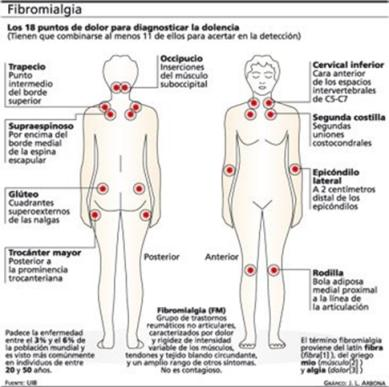 Fibromialgia
Los 18 puntos de dolor para diagnosticar la dolencia
(Tienen que combinarse al menos 11 de ellos para acertar en la detección)
Trapecio
Punto
intermedio
del borde
superior
Supraespinoso
Por encima del
borde medial
de la espina
escapular
Glúteo
Cuadrantes
superoexternos
de las nalgas
Trocánter mayor
Posterior a
la prominencia
trocanteriana
Occipucio
Inserciones
del músculo
suboccipital
Cervical inferior
Cara anterior
de los espacios
intervertebrales
de C5-C7
Segunda costilla
Segundas
uniones
costocondrales
Epicóndilo
lateral
A 2 centímetros
distal de los
epicóndilos
Rodilla
Bola adiposa
medial proximal
a la línea de
la articulación
Posterior
Anterior
Padece la enfermedad
entre el 3% y el 6% de
la población mundial y
es visto más comúnmente
en individuos de entre
20 y 50 años.
Fibromialgia (FM)
Grupo de trastornos
reumáticos no articulares,
caracterizados por dolor
y rigidez de intensidad
variable de los músculos,
tendones y tejido blando circundante,
y un amplio rango de otros síntomas.
No es contagioso.
El término fibromialgia
proviene del latín fibra
(fibra[1]), del griego
mio (músculo[2])
y algia (dolor[3])
FUENTE: UIB
GRÁFICO: J. L. ARBONA